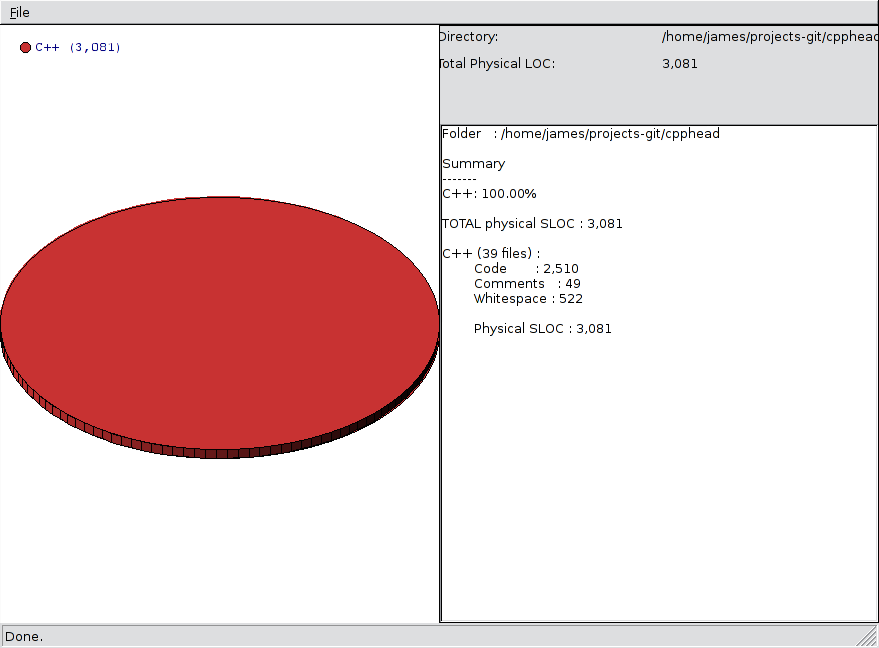 File
C++ (3,081)
Directory: /home/james/projects-git/cpphead
Total Physical LOC: 3,081
Folder : /home/james/projects-git/cpphead
Summary
-------
C++: 100.00%
TOTAL physical SLOC : 3,081
C++ (39 files) :
Code : 2,510
Comments : 49
Whitespace : 522
Physical SLOC : 3,081
Done.